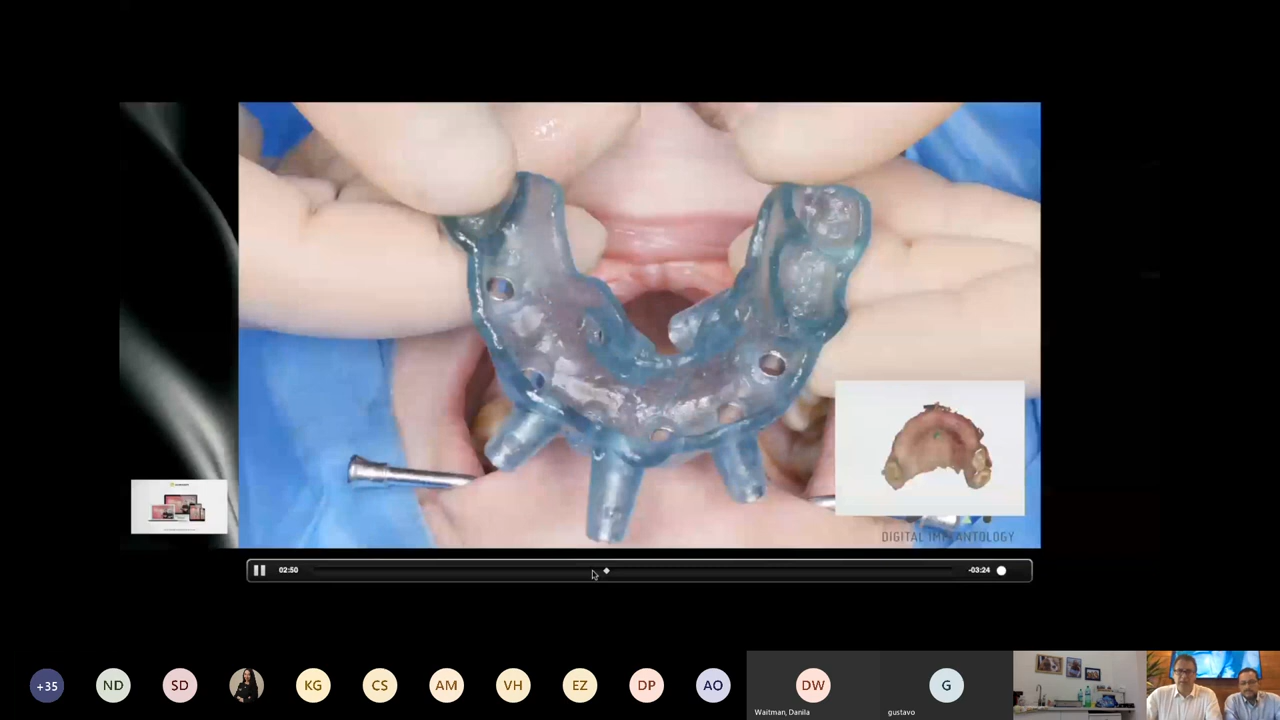 DIGITAL IMPLANTOLOGY
02:50
-03:24
+35
ND
SD
KG
CS
AM
VH
EZ
DP
AO
DW
G
Waitman, Danila
gustavo